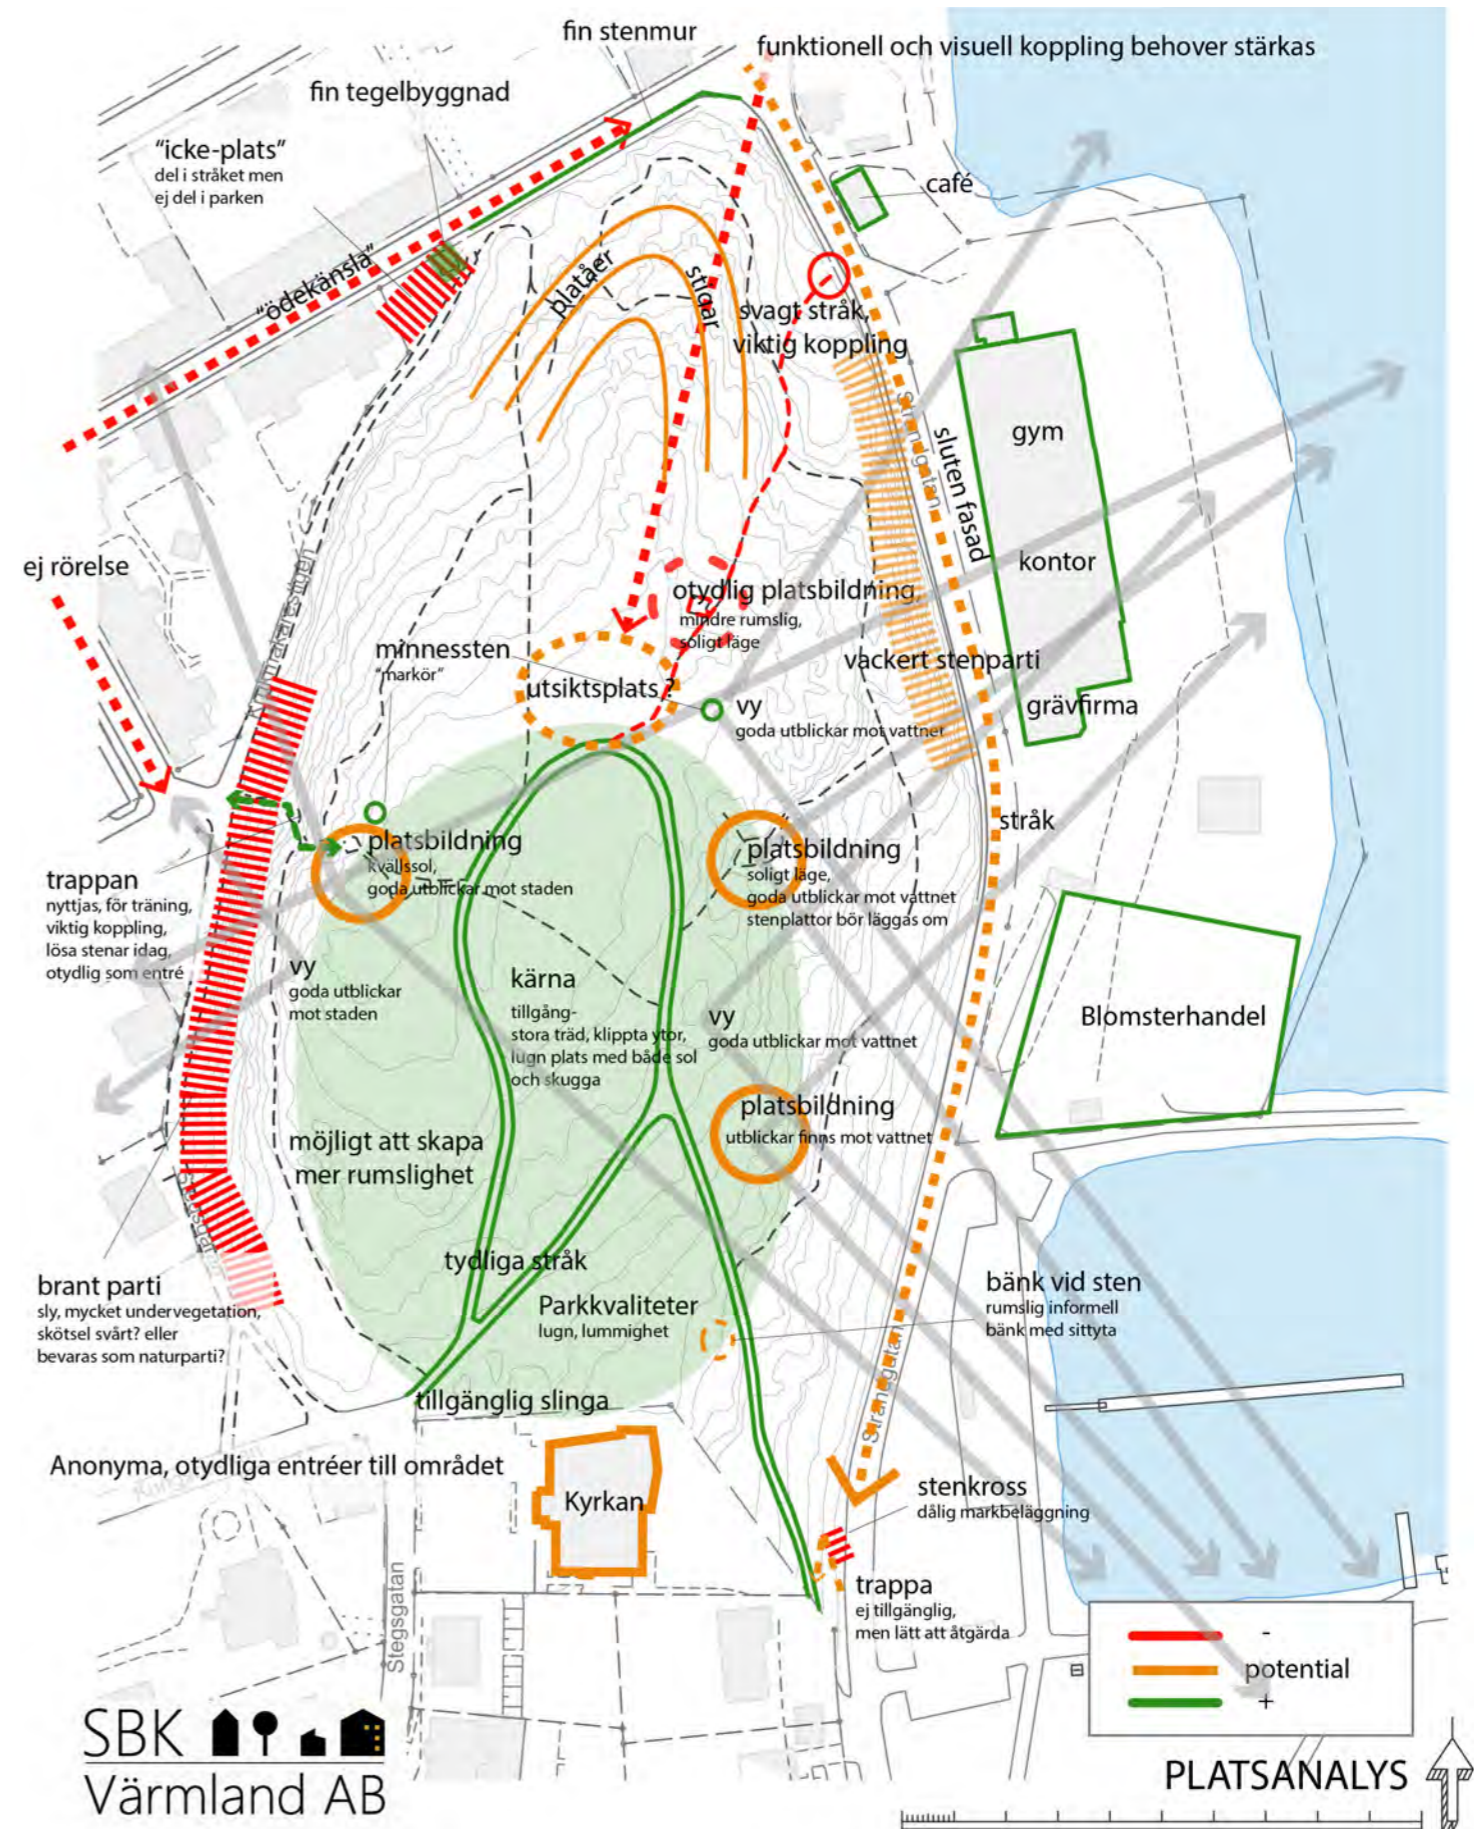 fin stenmur
funktionell och visuell koppling behover stärkas
fin tegelbyggnad
“icke-plats”
del i stråket men
ej del i parken
café
“ödekänsla”
platåer
stigar
svagt stråk,
viktig koppling
Strandgatan
sluten fasad
gym
kontor
grävfirma
ej rörelse
otydlig platsbildning
mindre rumslig,
soligt läge
minnessten
“markör”
utsiktsplats ?
vackert stenparti
vy
goda utblickar mot vattnet
stråk
platsbildning
kvällssol,
goda utblickar mot staden
platsbildning
soligt läge,
goda utblickar mot vattnet
stenplattor bör läggas om
trappan
nyttjas, för träning,
viktig koppling,
lösa stenar idag,
otydlig som entré
vy
goda utblickar
mot staden
kärna
tillgång-
stora träd, klippta ytor,
lugn plats med både sol
och skugga
vy
goda utblickar mot vattnet
Blomsterhandel
platsbildning
utblickar finns mot vattnet
möjligt att skapa
mer rumslighet
tydliga stråk
brant parti
sly, mycket undervegetation,
skötsel svårt? eller
bevaras som naturparti?
Parkkvaliteter
lugn, lummighet
bänk vid sten
rumslig informell
bänk med sittyta
Strandgatan
tillgänglig slinga
Anonyma, otydliga entréer till området
Kyrkan
stenkross
dålig markbeläggning
trappa
ej tillgänglig,
men lätt att åtgärda
Stegsgatan
-
potential
+
SBK
Värmland AB
PLATSANALYS